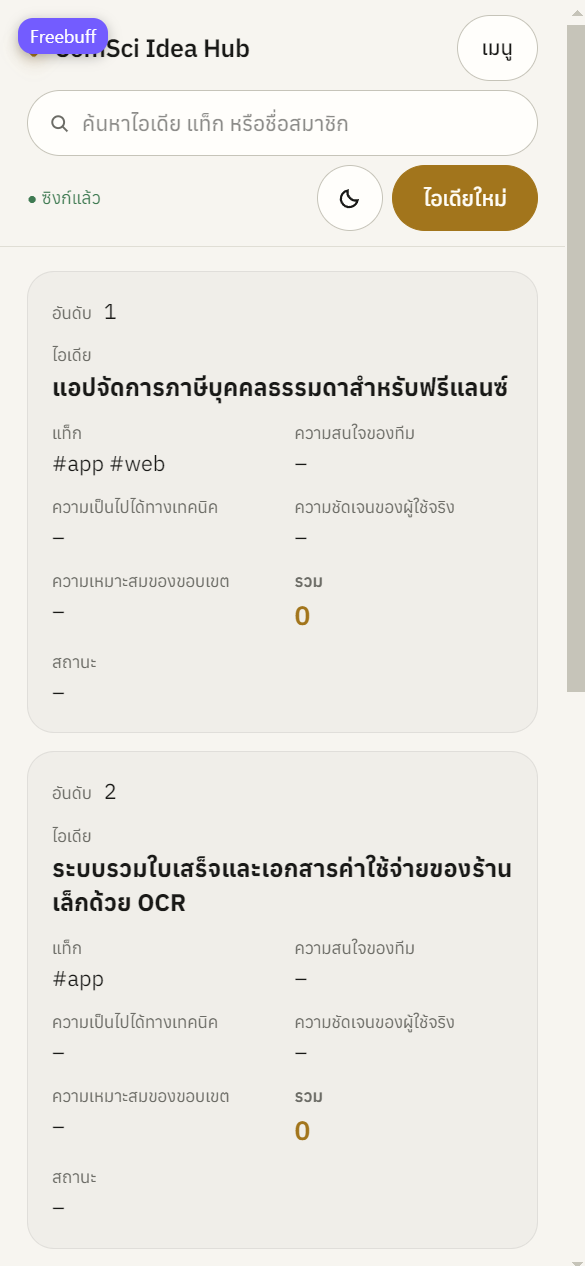 Freebuff
Sci Idea Hub
เมนู
ค้นหาไอเดีย แท็ก หรือชื่อสมาชิก
● ซิงก์แล้ว
ไอเดียใหม่
อันดับ 1
ไอเดีย
แอปจัดการภาษีบุคคลธรรมดาสำหรับฟรีแลนซ์
แท็ก ความสนใจของทีม
#app #web –
ความเป็นไปได้ทางเทคนิค ความชัดเจนของผู้ใช้จริง
– –
ความเหมาะสมของขอบเขต รวม
– 0
สถานะ
–
อันดับ 2
ไอเดีย
ระบบรวมใบเสร็จและเอกสารค่าใช้จ่ายของร้าน
เล็กด้วย OCR
แท็ก ความสนใจของทีม
#app –
ความเป็นไปได้ทางเทคนิค ความชัดเจนของผู้ใช้จริง
– –
ความเหมาะสมของขอบเขต รวม
– 0
สถานะ
–